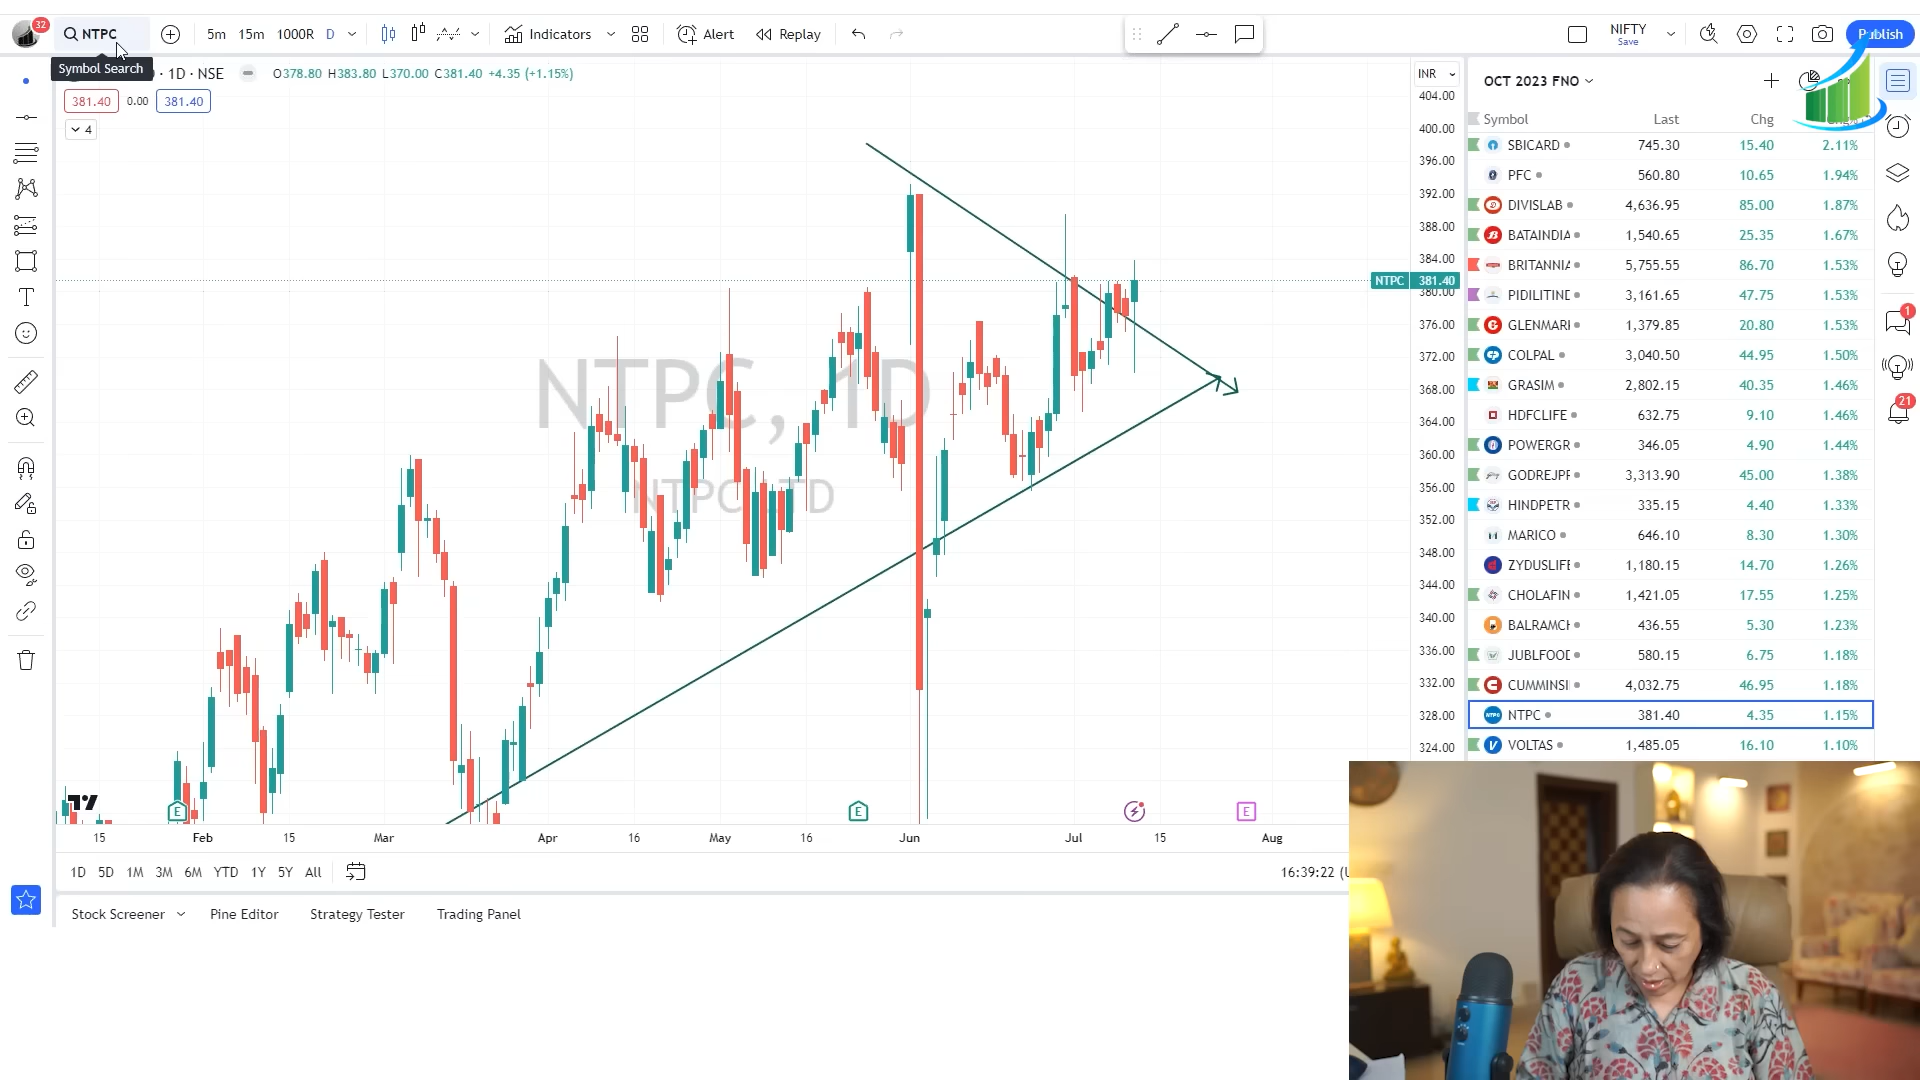 32
NTPC
5m 15m 1000R D
Indicators
Alert
Replay
NIFTY
Save
Publish
Symbol Search
· 1D · NSE
O378.80 H383.80 L370.00 C381.40 +4.35 (+1.15%)
381.40 0.00 381.40
4
NTPC, 1D
NTPC LTD
INR
404.00
400.00
396.00
392.00
388.00
384.00
NTPC 381.40
380.00
376.00
372.00
368.00
364.00
360.00
356.00
352.00
348.00
344.00
340.00
336.00
332.00
328.00
324.00
E
E
E
15 Feb 15 Mar Apr 16 May 16 Jun Jul 15 Aug
1D 5D 1M 3M 6M YTD 1Y 5Y All
16:39:22 (U
Stock Screener Pine Editor Strategy Tester Trading Panel
OCT 2023 FNO
Symbol Last Chg
SBICARD 745.30 15.40 2.11%
PFC 560.80 10.65 1.94%
DIVISLAB 4,636.95 85.00 1.87%
BATAINDIA 1,540.65 25.35 1.67%
BRITANNIA 5,755.55 86.70 1.53%
PIDILITIND 3,161.65 47.75 1.53%
GLENMARK 1,379.85 20.80 1.53%
COLPAL 3,040.50 44.95 1.50%
GRASIM 2,802.15 40.35 1.46%
HDFCLIFE 632.75 9.10 1.46%
POWERGR 346.05 4.90 1.44%
GODREJPR 3,313.90 45.00 1.38%
HINDPETR 335.15 4.40 1.33%
MARICO 646.10 8.30 1.30%
ZYDUSLIFE 1,180.15 14.70 1.26%
CHOLAFIN 1,421.05 17.55 1.25%
BALRAMCH 436.55 5.30 1.23%
JUBLFOOD 580.15 6.75 1.18%
CUMMINSI 4,032.75 46.95 1.18%
NTPC 381.40 4.35 1.15%
VOLTAS 1,485.05 16.10 1.10%
1
21